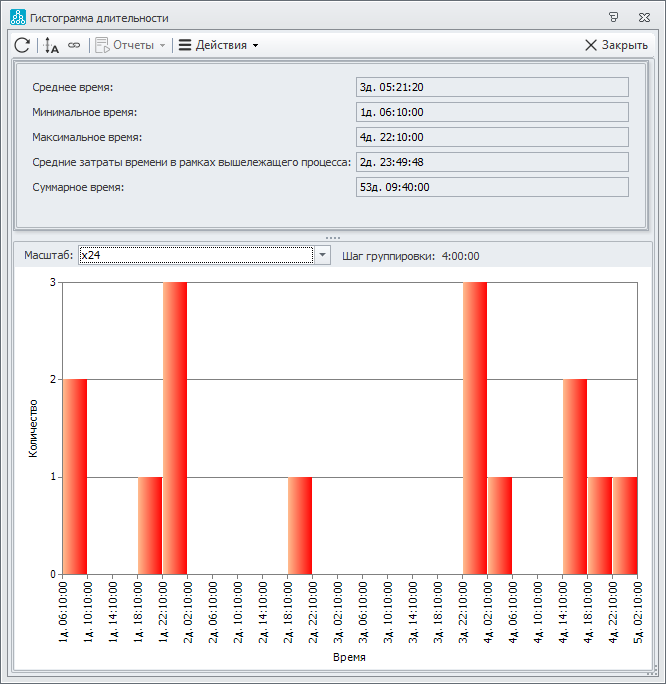 Гистограмма длительности
Отчеты
Действия
Закрыть
Среднее время: 3д. 05:21:20
Минимальное время: 1д. 06:10:00
Максимальное время: 4д. 22:10:00
Средние затраты времени в рамках вышележащего процесса: 2д. 23:49:48
Суммарное время: 53д. 09:40:00
Масштаб: x24 Шаг группировки: 4:00:00
3
2
1
0
Количество
1д. 06:10:00
1д. 10:10:00
1д. 14:10:00
1д. 18:10:00
1д. 22:10:00
2д. 02:10:00
2д. 06:10:00
2д. 10:10:00
2д. 14:10:00
2д. 18:10:00
2д. 22:10:00
3д. 02:10:00
3д. 06:10:00
3д. 10:10:00
3д. 14:10:00
3д. 18:10:00
3д. 22:10:00
4д. 02:10:00
4д. 06:10:00
4д. 10:10:00
4д. 14:10:00
4д. 18:10:00
4д. 22:10:00
5д. 02:10:00
Время